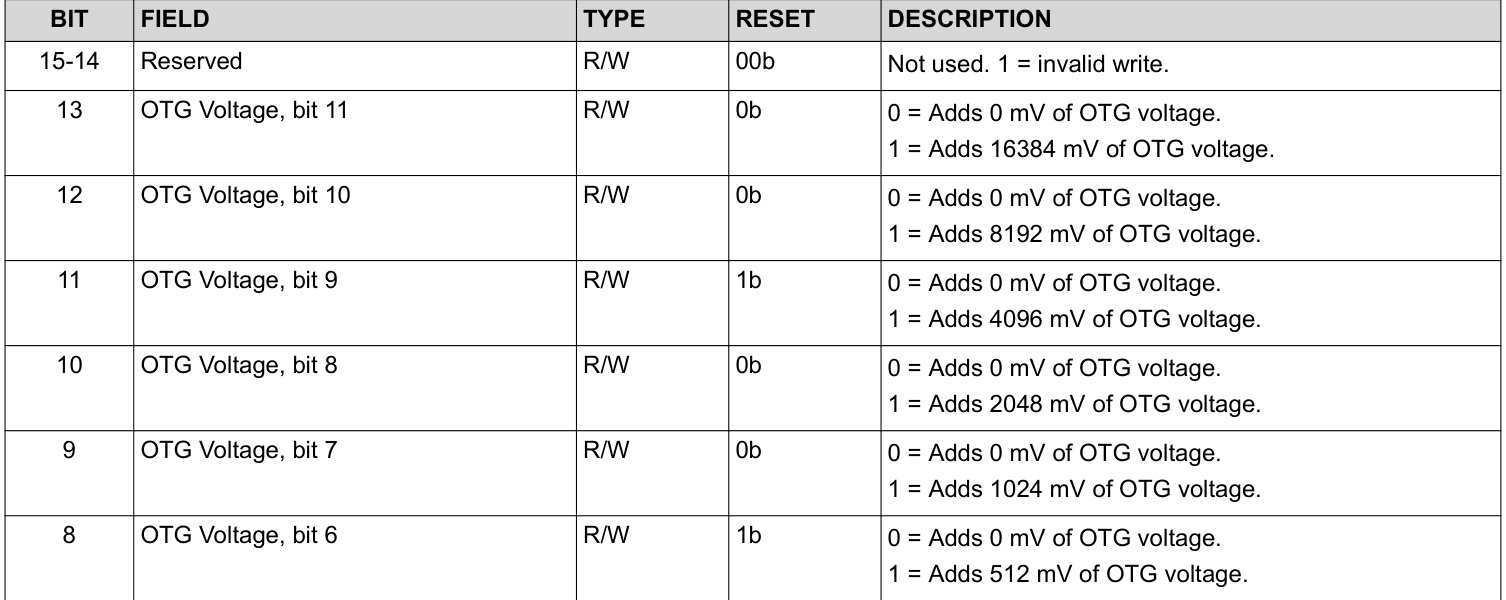 BIT FIELD TYPE RESET DESCRIPTION
15-14 Reserved R/W 00b Not used. 1 = invalid write.
13 OTG Voltage, bit 11 R/W 0b 0 = Adds 0 mV of OTG voltage.
1 = Adds 16384 mV of OTG voltage.
12 OTG Voltage, bit 10 R/W 0b 0 = Adds 0 mV of OTG voltage.
1 = Adds 8192 mV of OTG voltage.
11 OTG Voltage, bit 9 R/W 1b 0 = Adds 0 mV of OTG voltage.
1 = Adds 4096 mV of OTG voltage.
10 OTG Voltage, bit 8 R/W 0b 0 = Adds 0 mV of OTG voltage.
1 = Adds 2048 mV of OTG voltage.
9 OTG Voltage, bit 7 R/W 0b 0 = Adds 0 mV of OTG voltage.
1 = Adds 1024 mV of OTG voltage.
8 OTG Voltage, bit 6 R/W 1b 0 = Adds 0 mV of OTG voltage.
1 = Adds 512 mV of OTG voltage.